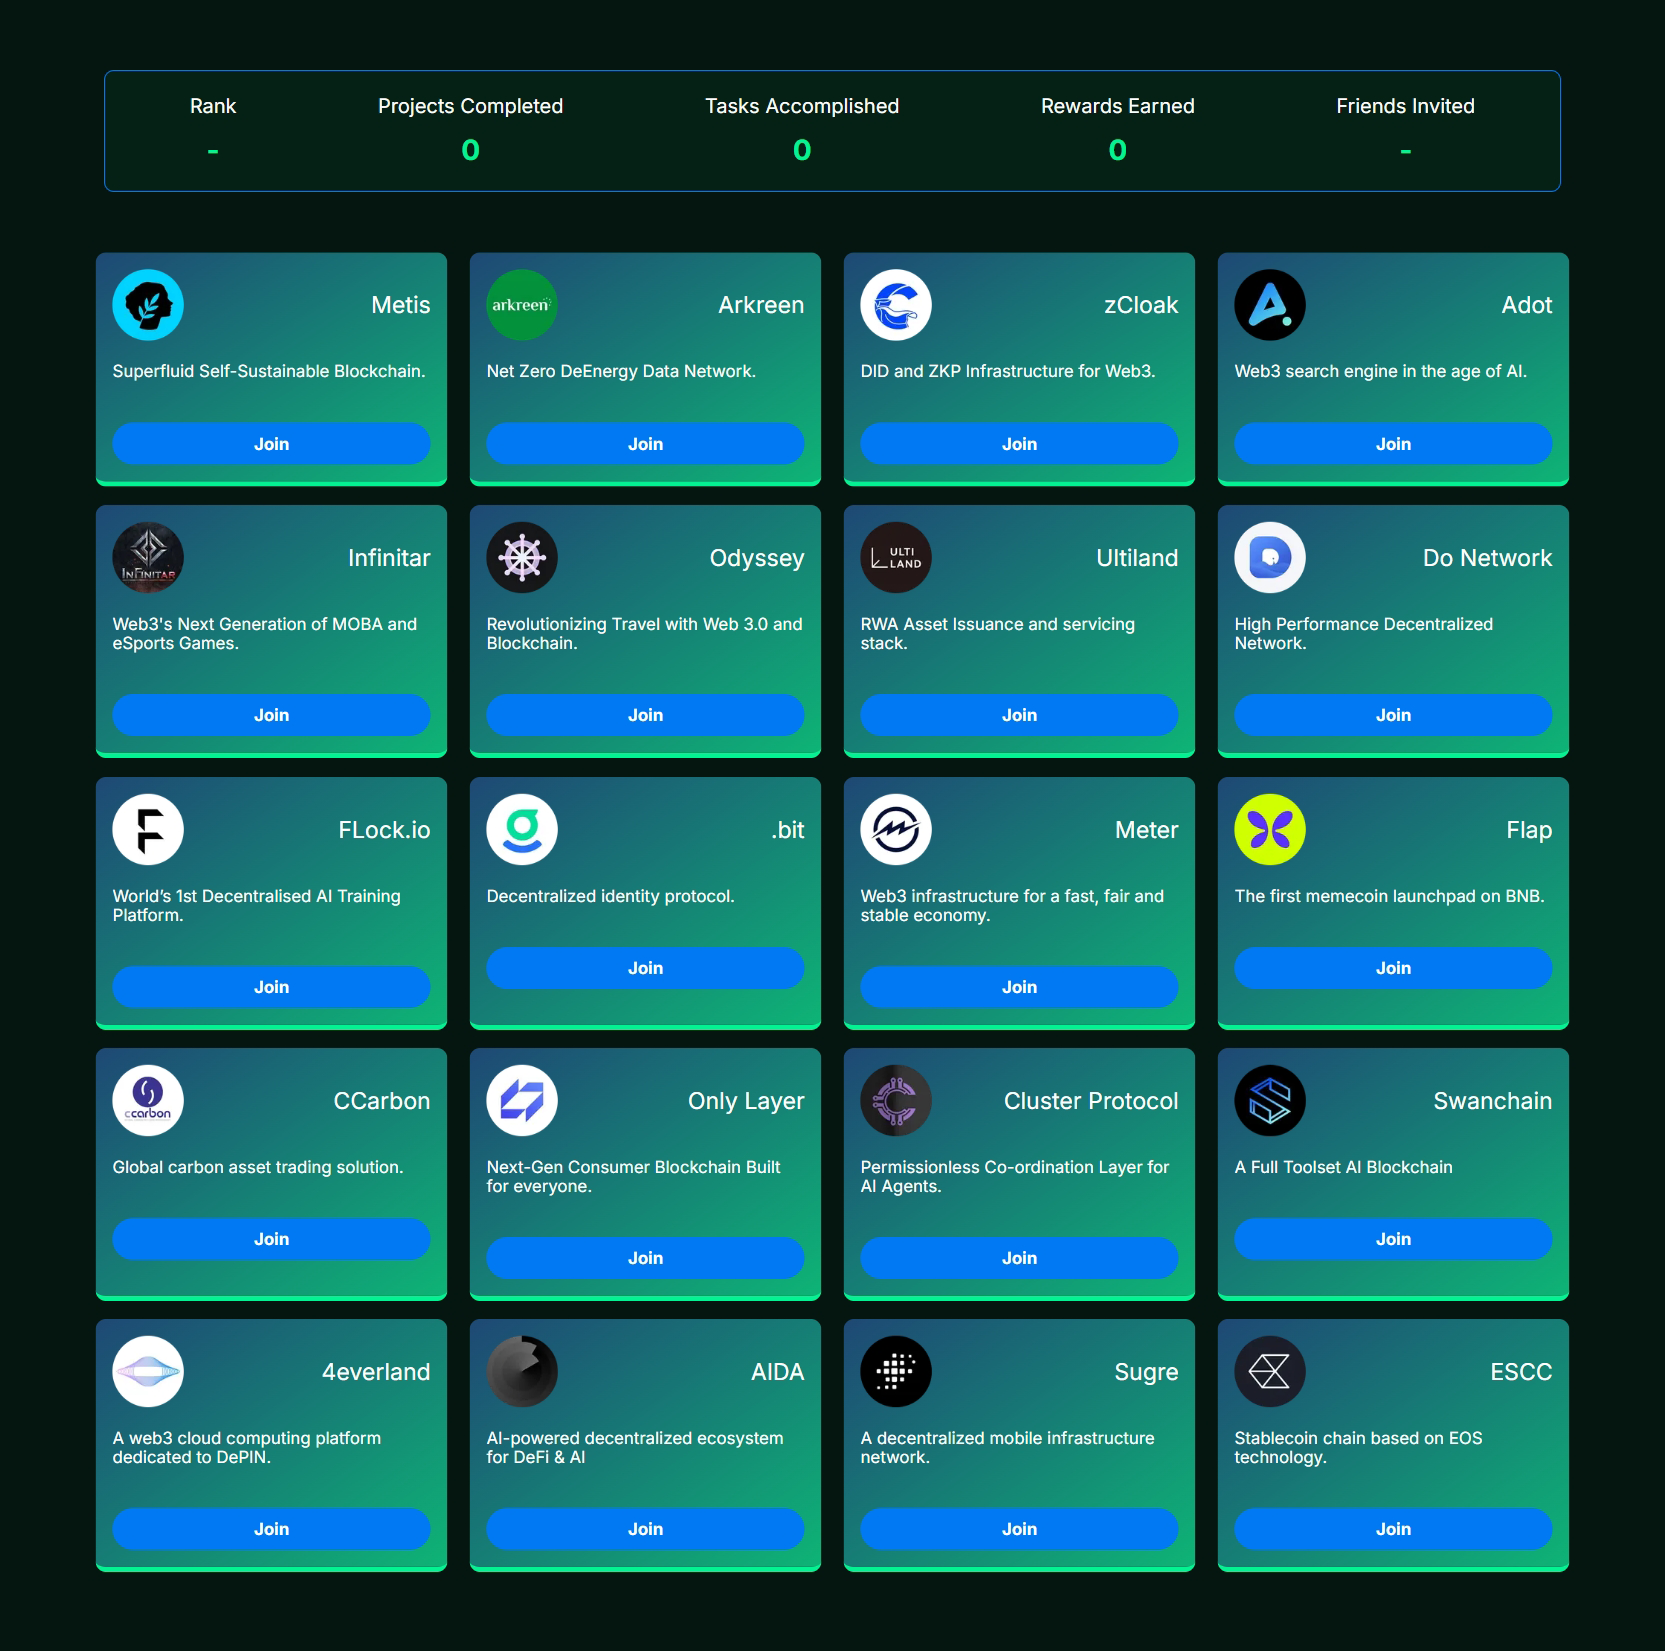 Rank
Projects Completed
Tasks Accomplished
Rewards Earned
Friends Invited
-
0
0
0
-
Metis
Superfluid Self-Sustainable Blockchain.
Join
arkreen
Arkreen
Net Zero DeEnergy Data Network.
Join
zCloak
DID and ZKP Infrastructure for Web3.
Join
Adot
Web3 search engine in the age of AI.
Join
INFINITAR
Infinitar
Web3's Next Generation of MOBA and
eSports Games.
Join
Odyssey
Revolutionizing Travel with Web 3.0 and
Blockchain.
Join
ULTI
LAND
Ultiland
RWA Asset Issuance and servicing
stack.
Join
Do Network
High Performance Decentralized
Network.
Join
FLock.io
World’s 1st Decentralised AI Training
Platform.
Join
.bit
Decentralized identity protocol.
Join
Meter
Web3 infrastructure for a fast, fair and
stable economy.
Join
Flap
The first memecoin launchpad on BNB.
Join
ccarbon
CCarbon
Global carbon asset trading solution.
Join
Only Layer
Next-Gen Consumer Blockchain Built
for everyone.
Join
Cluster Protocol
Permissionless Co-ordination Layer for
AI Agents.
Join
Swanchain
A Full Toolset AI Blockchain
Join
4everland
A web3 cloud computing platform
dedicated to DePIN.
Join
AIDA
AI-powered decentralized ecosystem
for DeFi & AI
Join
Sugre
A decentralized mobile infrastructure
network.
Join
ESCC
Stablecoin chain based on EOS
technology.
Join